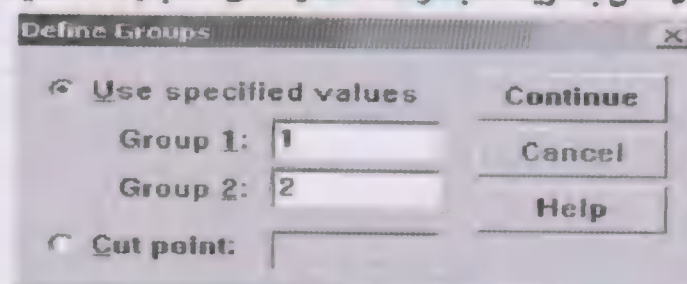 Define Groups
Use specified values
Group 1: 1
Group 2: 2
Cut point:
Continue
Cancel
Help